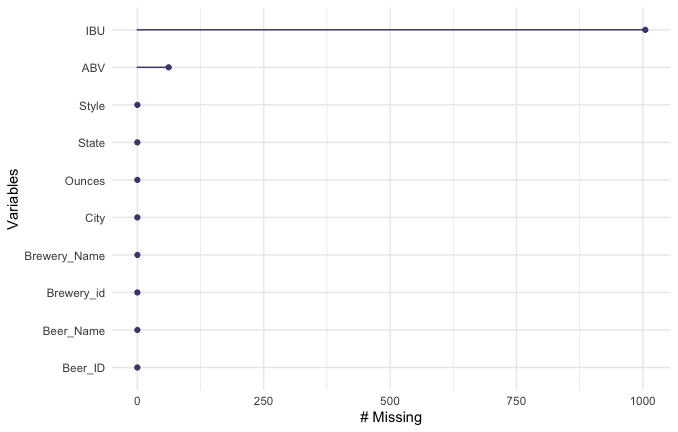 IBU
ABV
Style
State
Ounces
City
Brewery_Name
Brewery_id
Beer_Name
Beer_ID
Variables
0 250 500 750 1000
# Missing